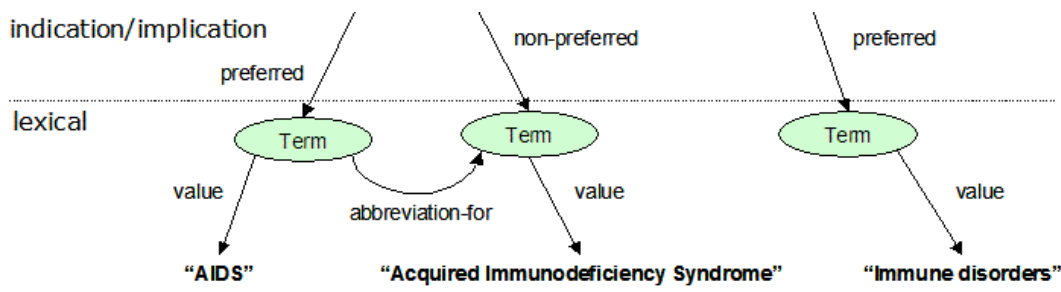 indication/implication
non-preferred
preferred
preferred
lexical
Term
Term
Term
value
value
value
abbreviation-for
“AIDS”
“Acquired Immunodeficiency Syndrome”
“Immune disorders”